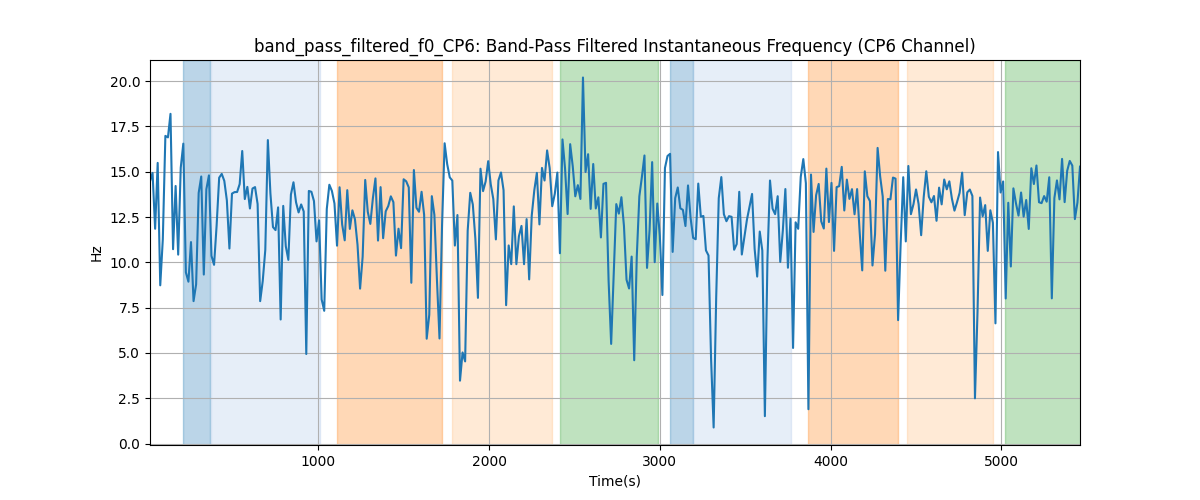 band_pass_filtered_f0_CP6: Band-Pass Filtered Instantaneous Frequency (CP6 Channel)
20.0
17.5
15.0
12.5
10.0
7.5
5.0
2.5
0.0
Hz
1000 2000 3000 4000 5000
Time(s)